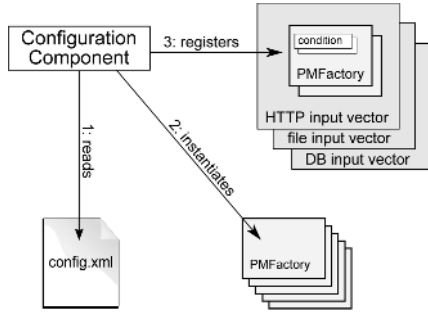 Configuration
Component
3: registers
condition
PMFactory
HTTP input vector
file input vector
DB input vector
1: reads
2: instantiates
config.xml
PMFactory